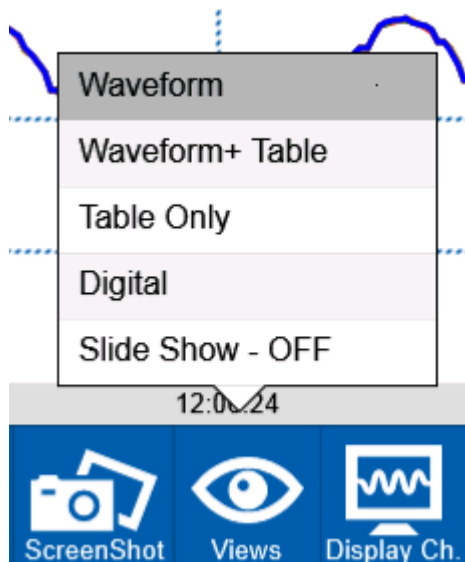 Waveform
Waveform+ Table
Table Only
Digital
Slide Show - OFF
ScreenShot Views Display Ch.